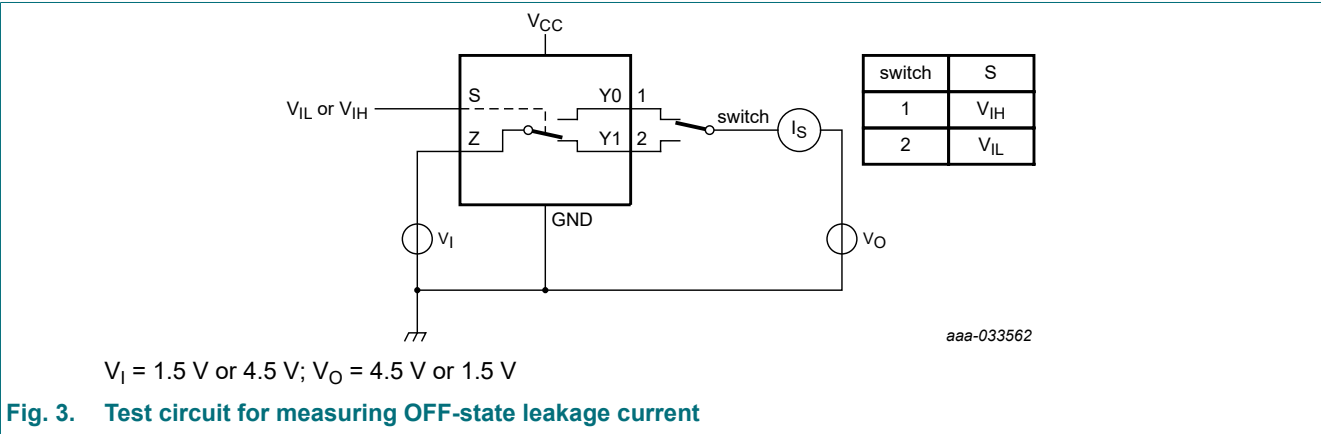 VCC
switch S
S Y0 1
VIL or VIH
switch
IS
1 VIH
Z Y1 2
2 VIL
GND
VI
VO
aaa-033562
VI = 1.5 V or 4.5 V; VO = 4.5 V or 1.5 V
Fig. 3. Test circuit for measuring OFF-state leakage current